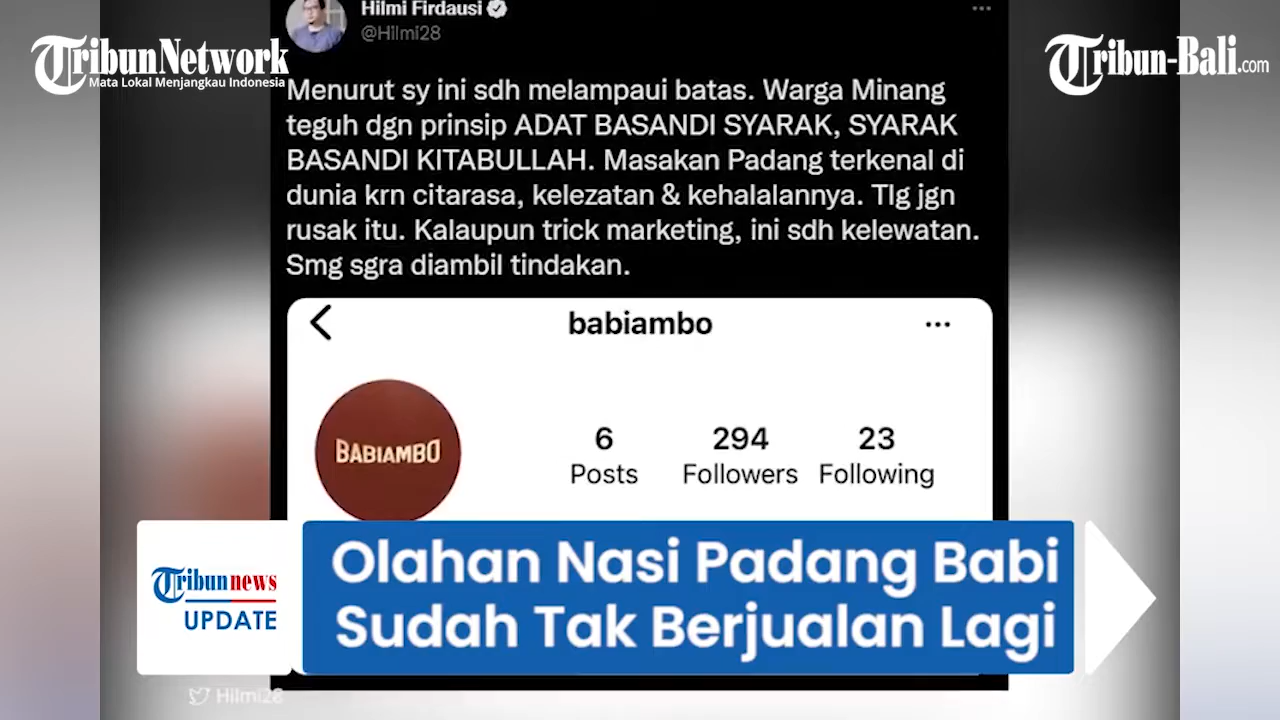 Hilmi Firdausi
@Hilmi28
TribunNetwork
Mata Lokal Menjangkau Indonesia
Tribun-Bali.com
Menurut sy ini sdh melampaui batas. Warga Minang
teguh dgn prinsip ADAT BASANDI SYARAK, SYARAK
BASANDI KITABULLAH. Masakan Padang terkenal di
dunia krn citarasa, kelezatan & kehalalannya. Tlg jgn
rusak itu. Kalaupun trick marketing, ini sdh kelewatan.
Smg sgra diambil tindakan.
babiambo
BABIAMBO
6 294 23
Posts Followers Following
Tribunnews
UPDATE
Olahan Nasi Padang Babi
Sudah Tak Berjualan Lagi
Hilmi28